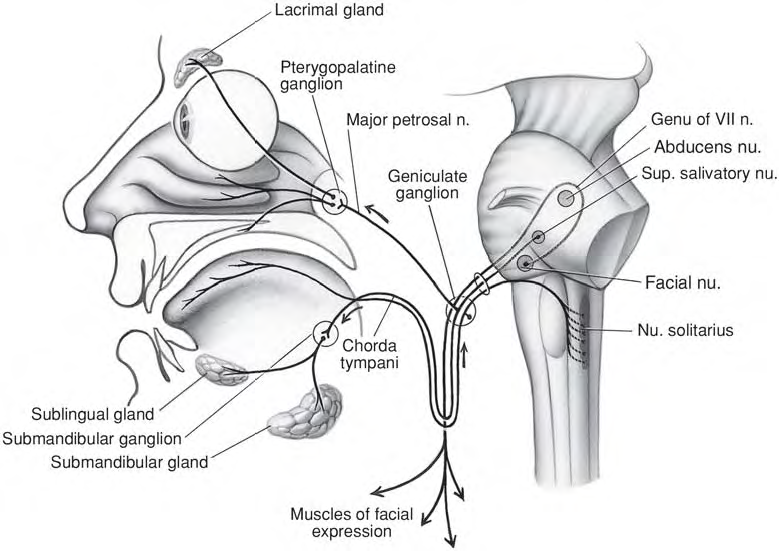 Lacrimal gland
Pterygopalatine
ganglion
Major petrosal n.
Geniculate
ganglion
Genu of VII n.
Abducens nu.
Sup. salivatory nu.
Facial nu.
Nu. solitarius
Chorda
tympani
Sublingual gland
Submandibular ganglion
Submandibular gland
Muscles of facial
expression